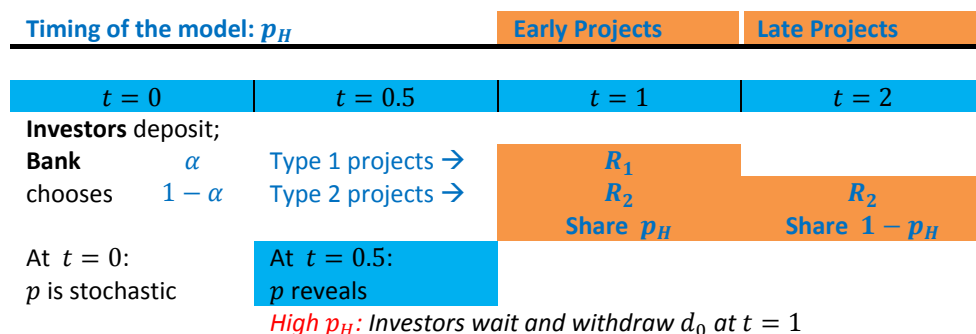 Timing of the model: p_H Early Projects Late Projects
t = 0 t = 0.5 t = 1 t = 2
Investors deposit;
Bank α Type 1 projects → R_1
chooses 1 − α Type 2 projects → R_2 R_2
Share p_H Share 1 − p_H
At t = 0: At t = 0.5:
p is stochastic p reveals
High p_H: Investors wait and withdraw d_0 at t = 1